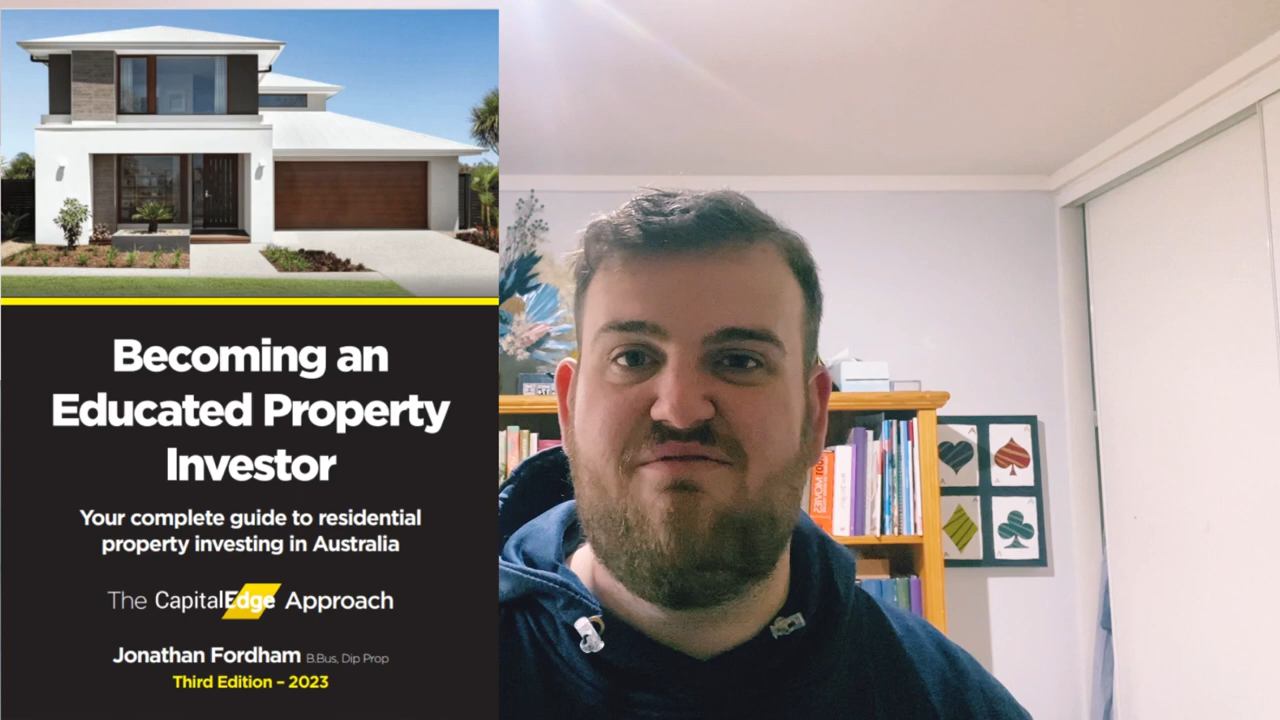 Becoming an
Educated Property
Investor
Your complete guide to residential
property investing in Australia
The CapitalEdge Approach
Jonathan Fordham B.Bus, Dip Prop
Third Edition – 2023